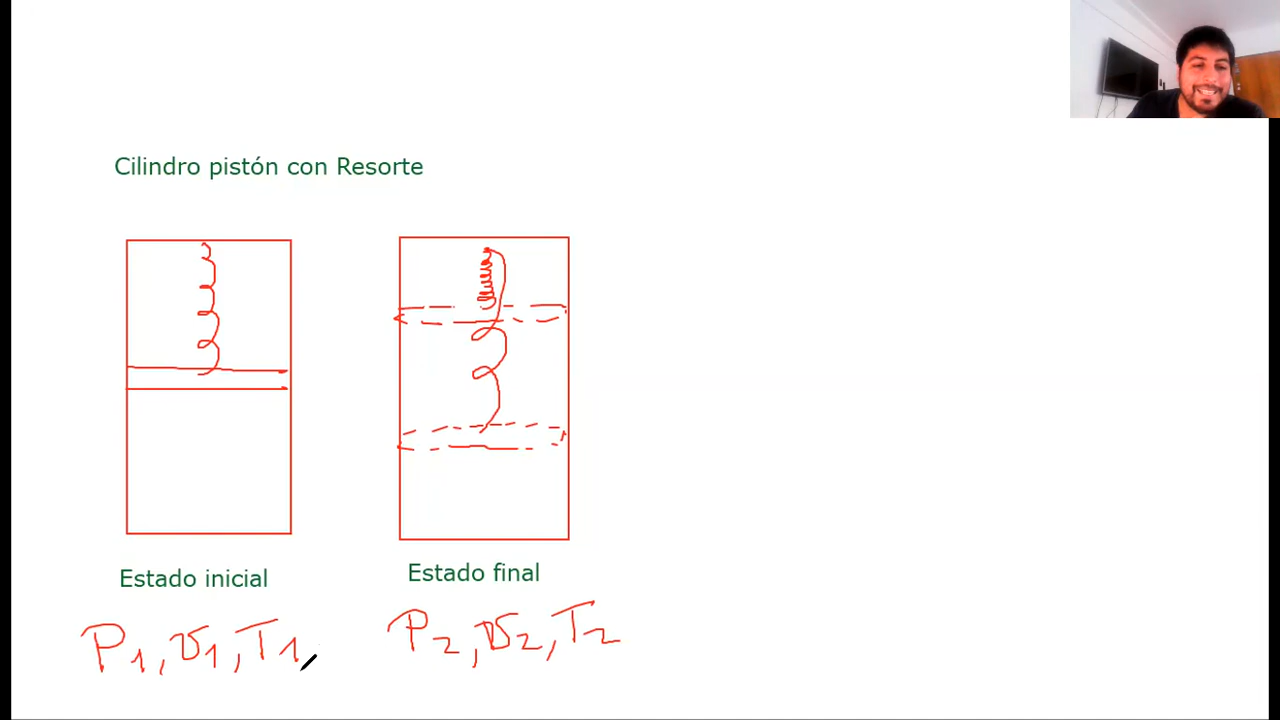 Cilindro pistón con Resorte
Estado inicial
Estado final
P1, v1, T1
P2, v2, T2